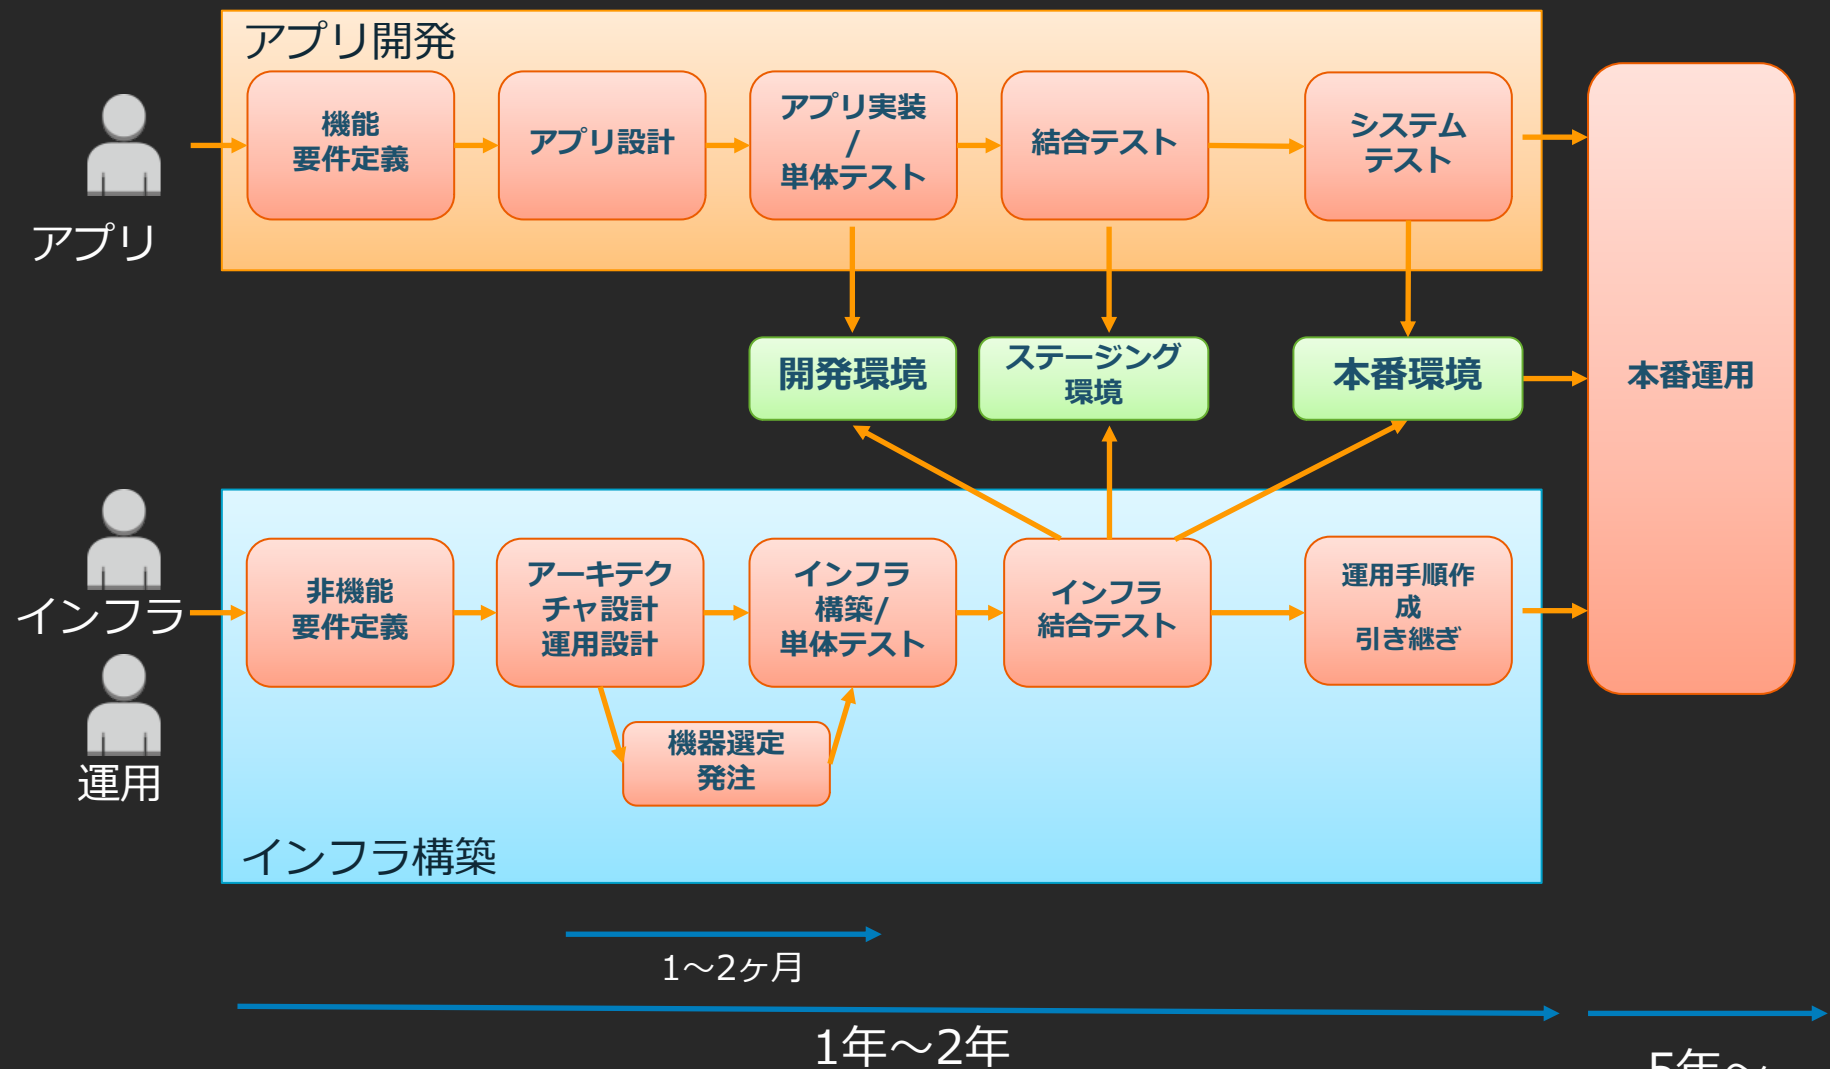 アプリ開発
機能
要件定義
アプリ設計
アプリ実装
/
単体テスト
結合テスト
システム
テスト
アプリ
開発環境
ステージング
環境
本番環境
本番運用
インフラ
運用
非機能
要件定義
アーキテク
チャ設計
運用設計
インフラ
構築/
単体テスト
インフラ
結合テスト
運用手順作
成
引き継ぎ
機器選定
発注
インフラ構築
1～2ヶ月
1年～2年
5年～